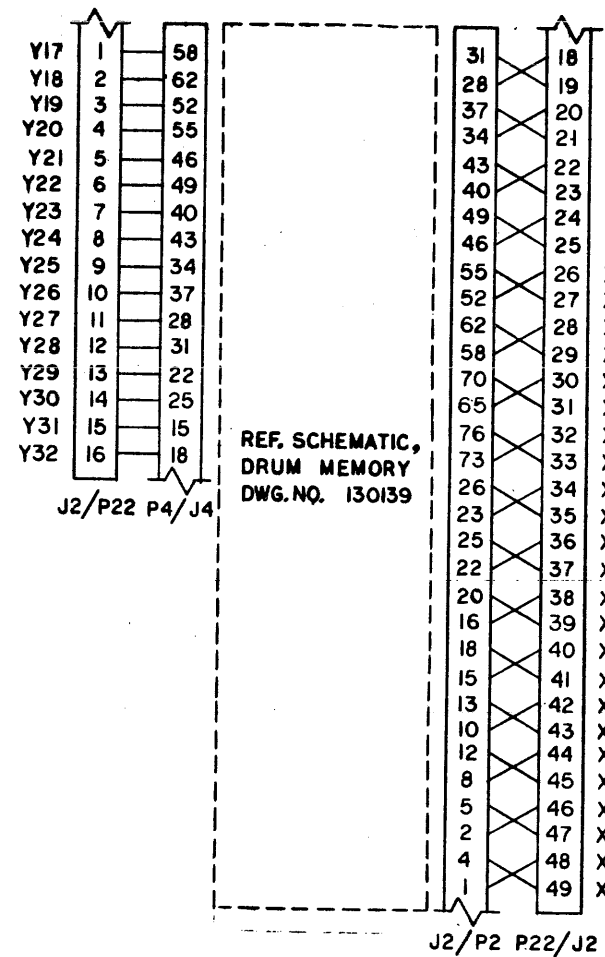 Y17 1 58
Y18 2 62
Y19 3 52
Y20 4 55
Y21 5 46
Y22 6 49
Y23 7 40
Y24 8 43
Y25 9 34
Y26 10 37
Y27 11 28
Y28 12 31
Y29 13 22
Y30 14 25
Y31 15 15
Y32 16 18
J2/P22 P4/J4
REF. SCHEMATIC,
DRUM MEMORY
DWG. NO. 130139
31 18
28 19
37 20
34 21
43 22
40 23
49 24
46 25
55 26
52 27
62 28
58 29
70 30
65 31
76 32
73 33
26 34
23 35
25 36
22 37
20 38
16 39
18 40
15 41
13 42
10 43
12 44
8 45
5 46
2 47
4 48
1 49
J2/P2 P22/J2